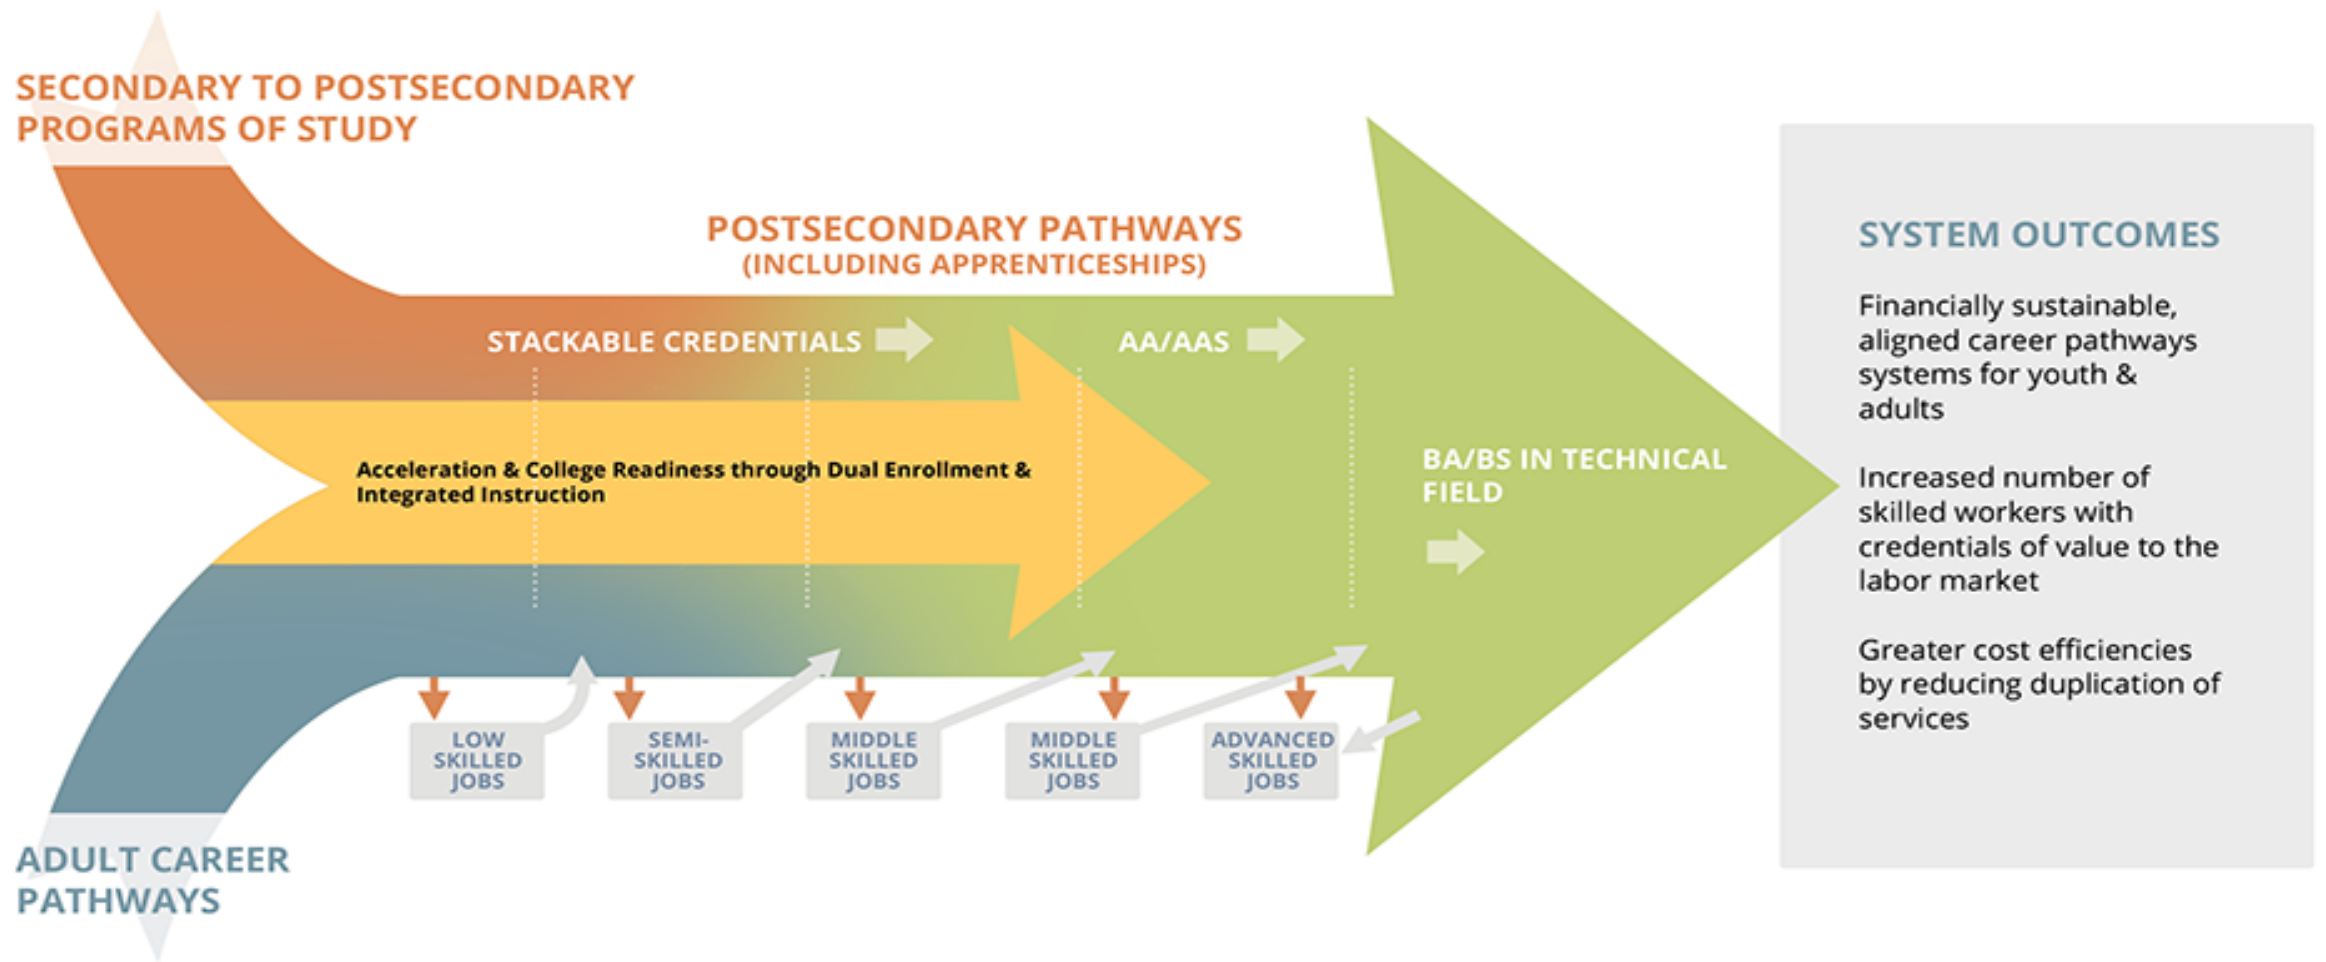 SECONDARY TO POSTSECONDARY
PROGRAMS OF STUDY
POSTSECONDARY PATHWAYS
(INCLUDING APPRENTICESHIPS)
STACKABLE CREDENTIALS
AA/AAS
Acceleration & College Readiness through Dual Enrollment &
Integrated Instruction
BA/BS IN TECHNICAL
FIELD
LOW
SKILLED
JOBS
SEMI-
SKILLED
JOBS
MIDDLE
SKILLED
JOBS
MIDDLE
SKILLED
JOBS
ADVANCED
SKILLED
JOBS
ADULT CAREER
PATHWAYS
SYSTEM OUTCOMES
Financially sustainable,
aligned career pathways
systems for youth &
adults
Increased number of
skilled workers with
credentials of value to the
labor market
Greater cost efficiencies
by reducing duplication of
services